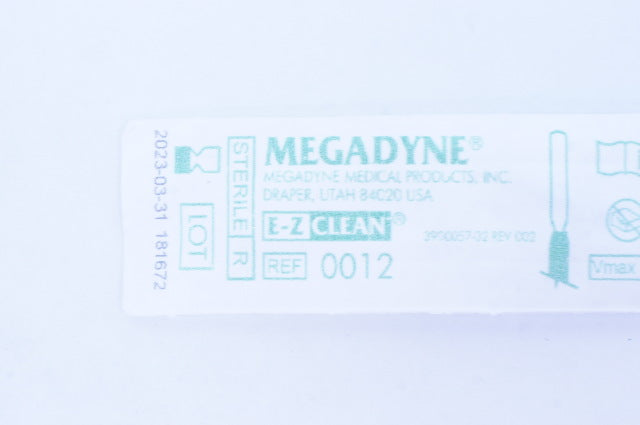 2023-03-31 181672
LOT
STERILE R
MEGADYNE®
MEGADYNE MEDICAL PRODUCTS, INC.
DRAPER, UTAH 84020 USA
E-Z CLEAN®
3900057-02 REV 002
REF 0012
Vmax